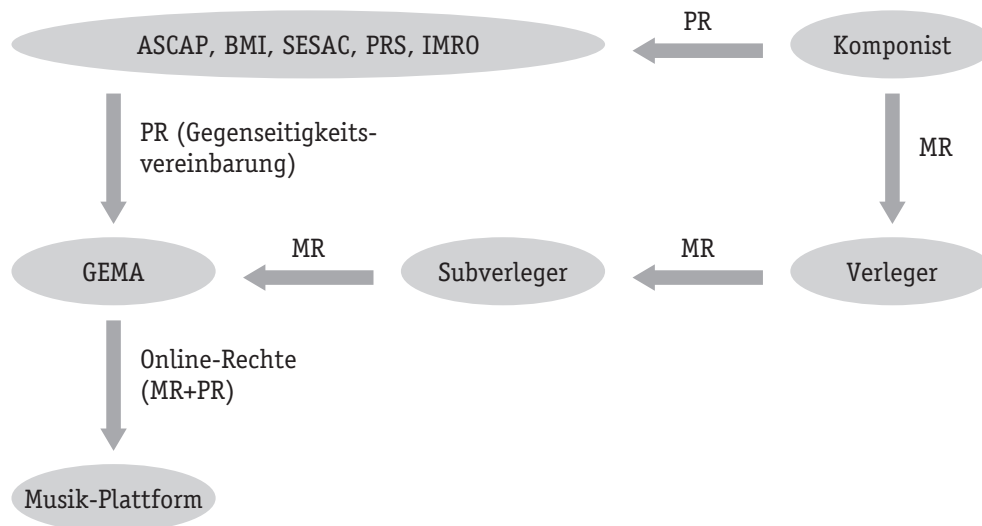 PR
ASCAP, BMI, SESAC, PRS, IMRO
Komponist
PR (Gegenseitigkeits-
vereinbarung)
MR
MR
MR
GEMA
Subverleger
Verleger
Online-Rechte
(MR+PR)
Musik-Plattform